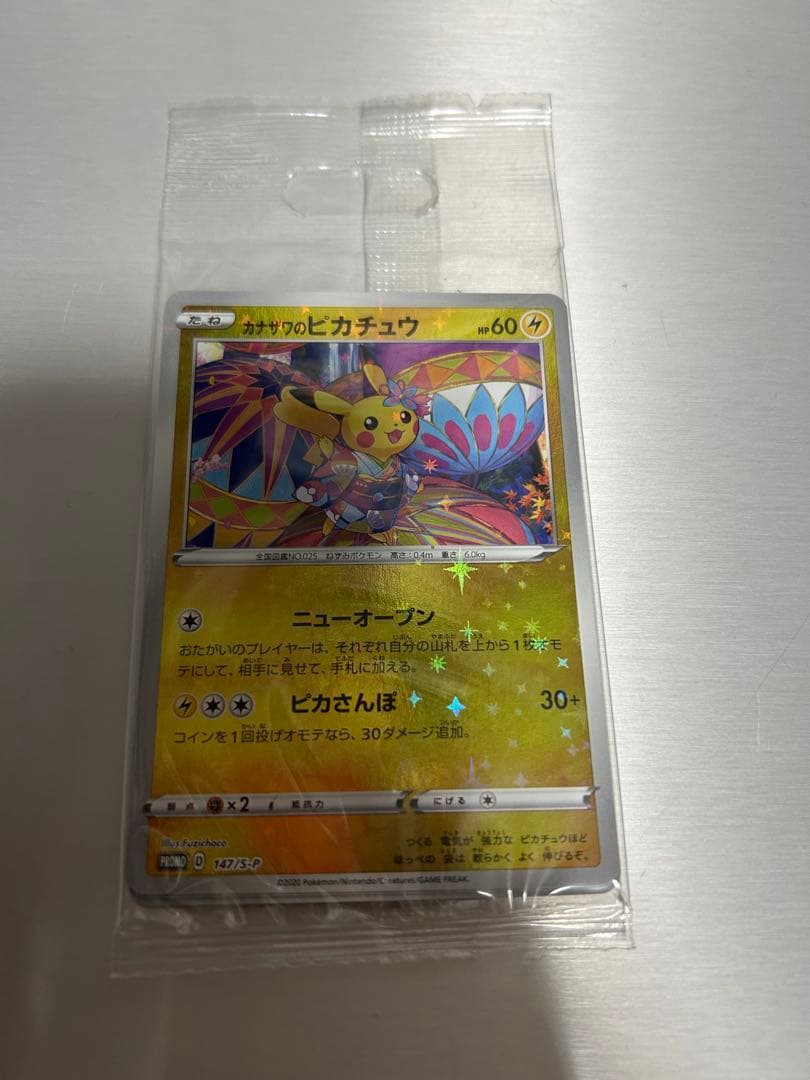 たね カナザワのピカチュウ HP60
全国図鑑NO.025 ねずみポケモン 高さ:0.4m 重さ:6.0kg
ニューオープン
おたがいのプレイヤーは、それぞれ自分の山札を上から1枚オモ
テにして、相手に見せて、手札に加える。
ピカさんぽ 30+
コインを1回投げオモテなら、30ダメージ追加。
弱点 ×2 抵抗力 にげる
Illus. Fuzichoco
つくる 電気が 強力な ピカチュウほど
ほっぺの 袋は 軟らかく よく 伸びるぞ。
PROMO D 147/S-P
©2020 Pokémon/Nintendo/Creatures/GAME FREAK.